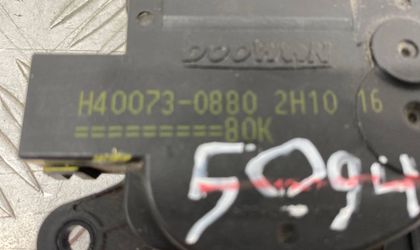 DOOWON
H40073-0880 2H10 16
=========80K
5094